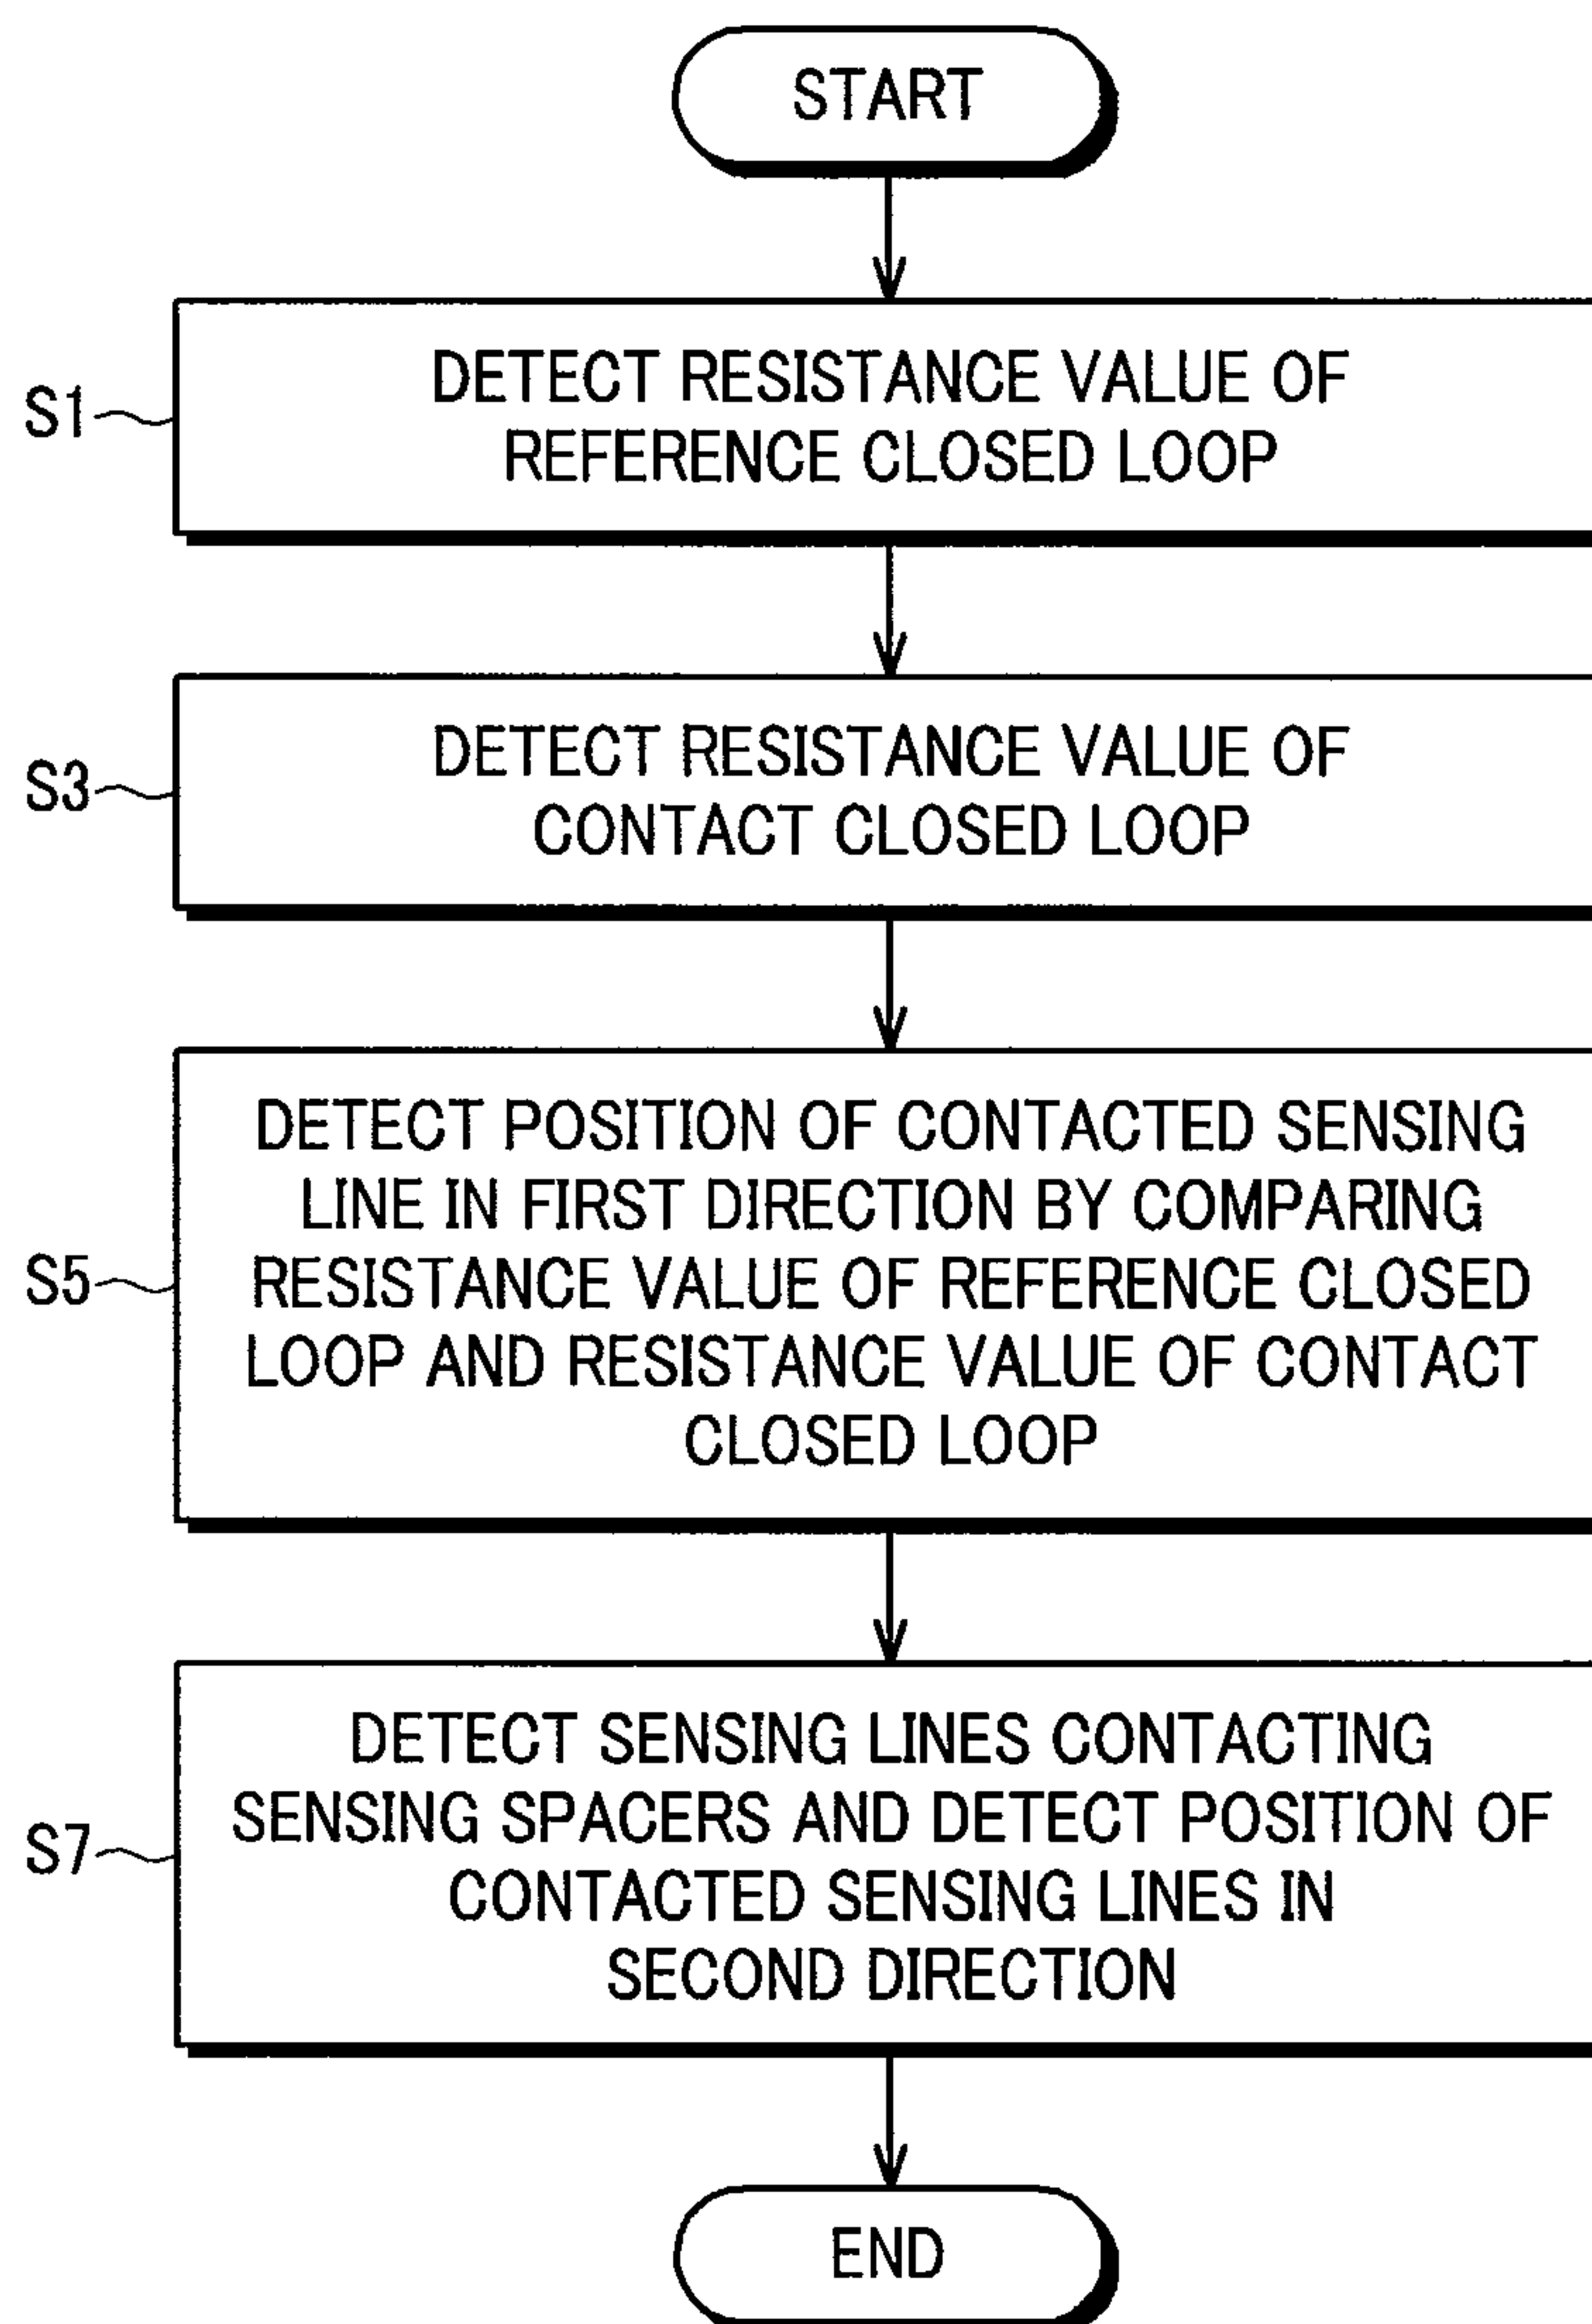 START
S1
DETECT RESISTANCE VALUE OF
REFERENCE CLOSED LOOP
S3
DETECT RESISTANCE VALUE OF
CONTACT CLOSED LOOP
S5
DETECT POSITION OF CONTACTED SENSING
LINE IN FIRST DIRECTION BY COMPARING
RESISTANCE VALUE OF REFERENCE CLOSED
LOOP AND RESISTANCE VALUE OF CONTACT
CLOSED LOOP
S7
DETECT SENSING LINES CONTACTING
SENSING SPACERS AND DETECT POSITION OF
CONTACTED SENSING LINES IN
SECOND DIRECTION
END